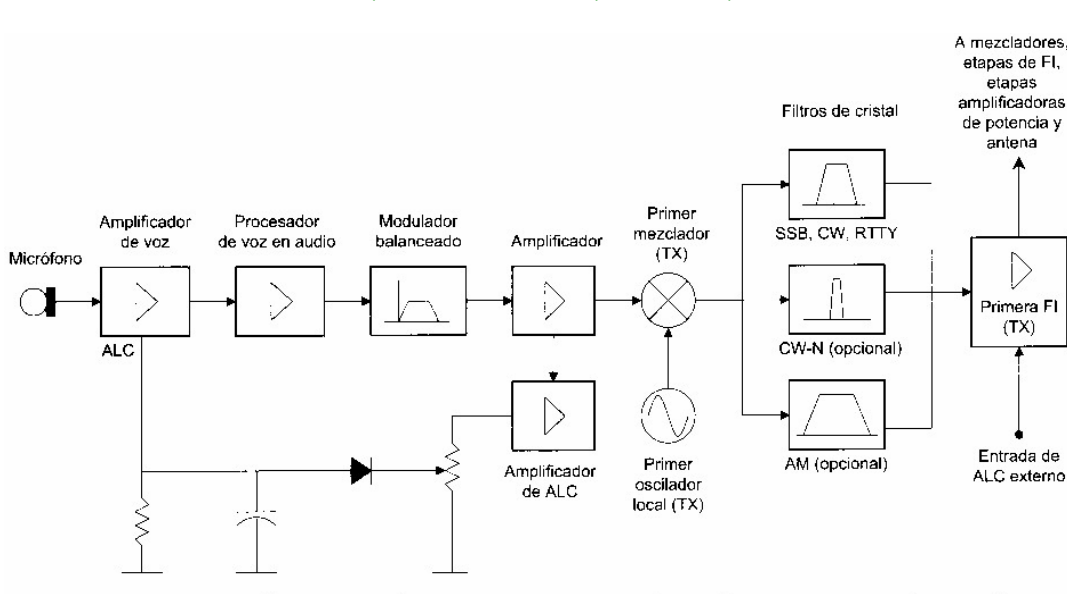 Micrófono
Amplificador
de voz
ALC
Procesador
de voz en audio
Modulador
balanceado
Amplificador
Amplificador
de ALC
Primer
mezclador
(TX)
Primer
oscilador
local (TX)
Filtros de cristal
SSB, CW, RTTY
CW-N (opcional)
AM (opcional)
A mezcladores,
etapas de FI,
etapas
amplificadoras
de potencia y
antena
Primera FI
(TX)
Entrada de
ALC externo